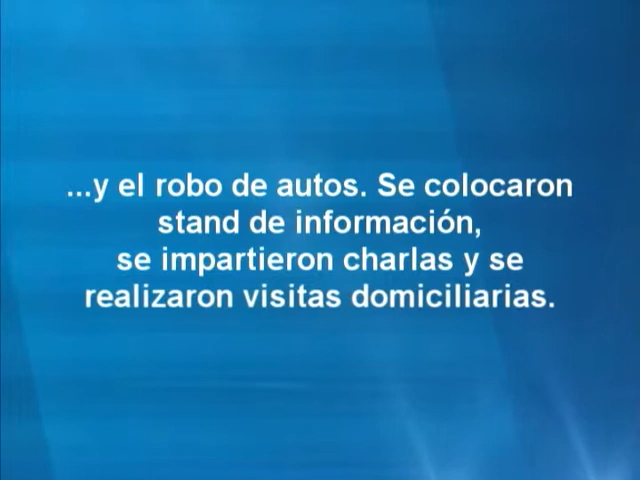 ...y el robo de autos. Se colocaron
stand de información,
se impartieron charlas y se
realizaron visitas domiciliarias.